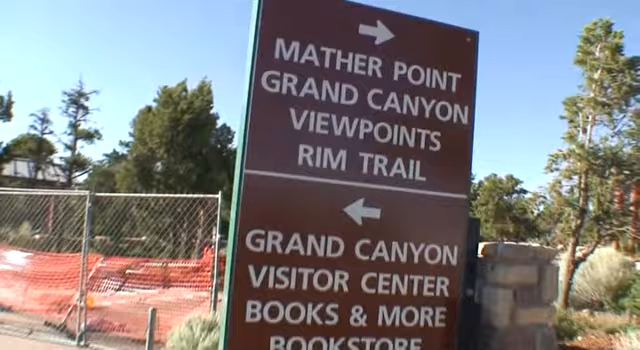 MATHER POINT
GRAND CANYON
VIEWPOINTS
RIM TRAIL
GRAND CANYON
VISITOR CENTER
BOOKS & MORE
BOOKSTORE